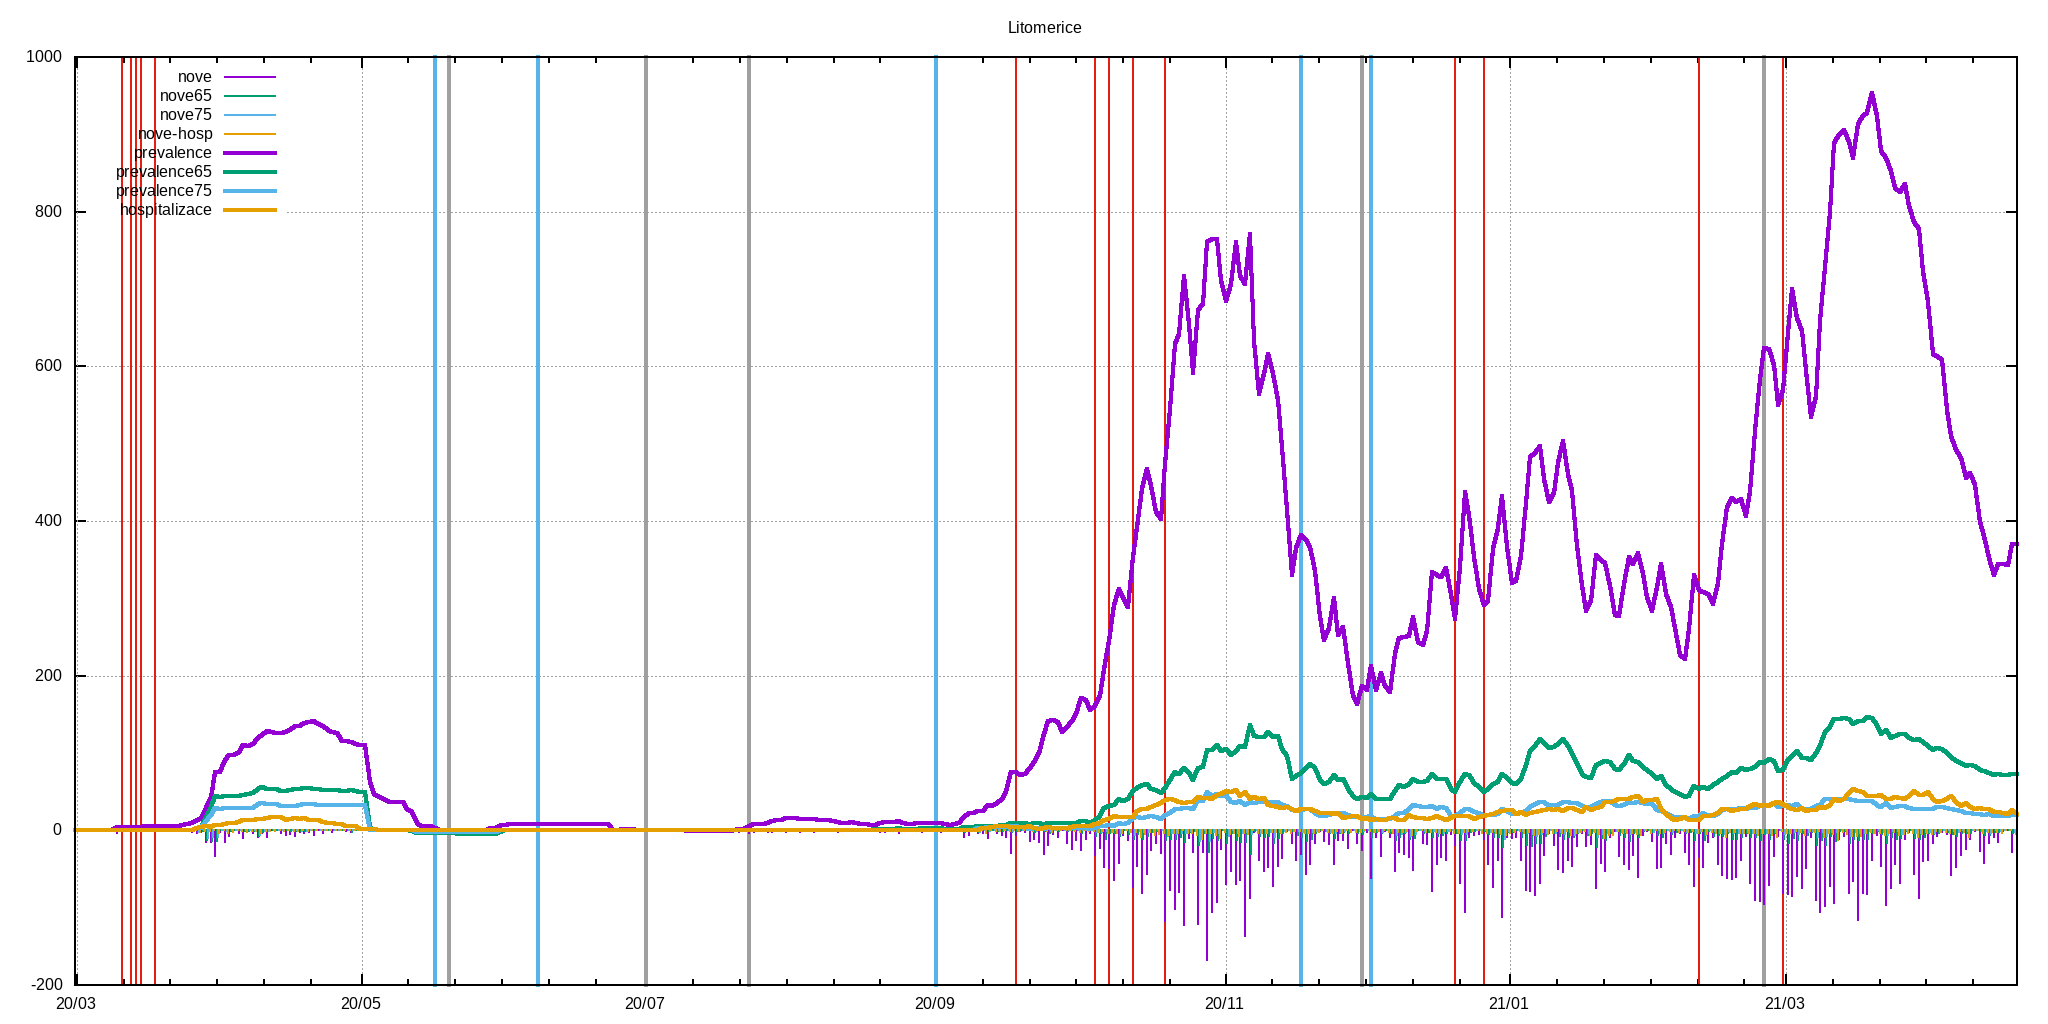 Litomerice
1000
800
600
400
200
0
-200
nove
nove65
nove75
nove-hosp
prevalence
prevalence65
prevalence75
hospitalizace
20/03 20/05 20/07 20/09 20/11 21/01 21/03